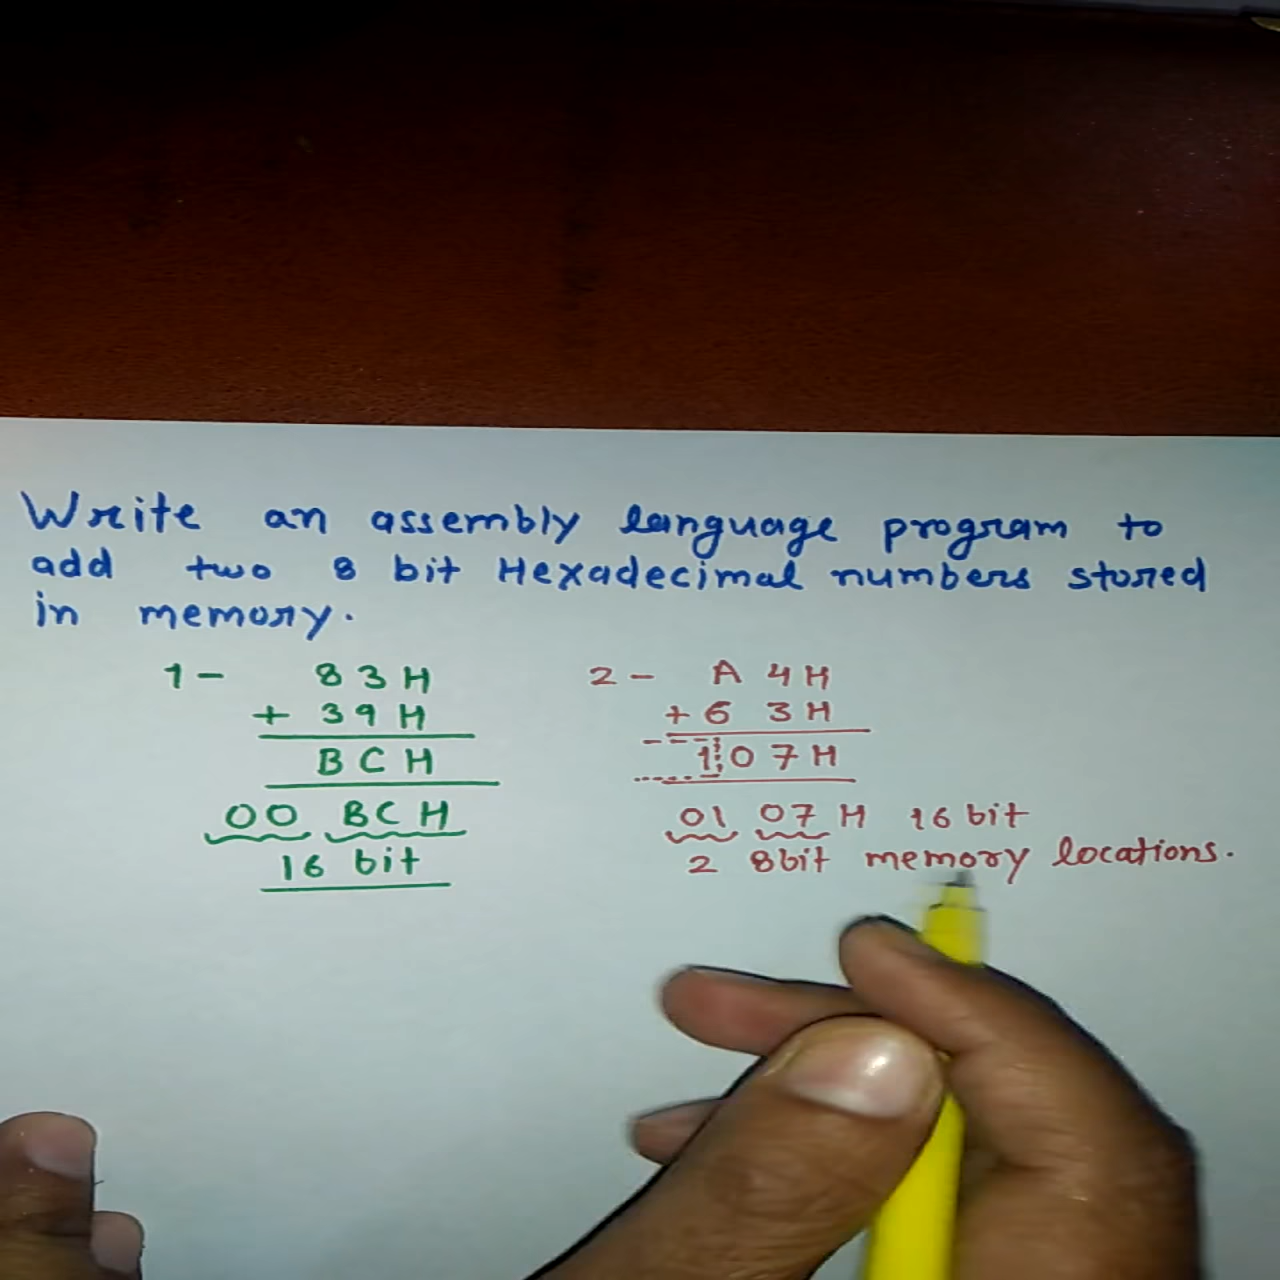 Write an assembly language program to
add two 8 bit Hexadecimal numbers stored
in memory.
1- 83H
+ 39H
BCH
00 BCH
16 bit
2- A4H
+63H
107H
01 07H 16 bit
2 8bit memory locations.